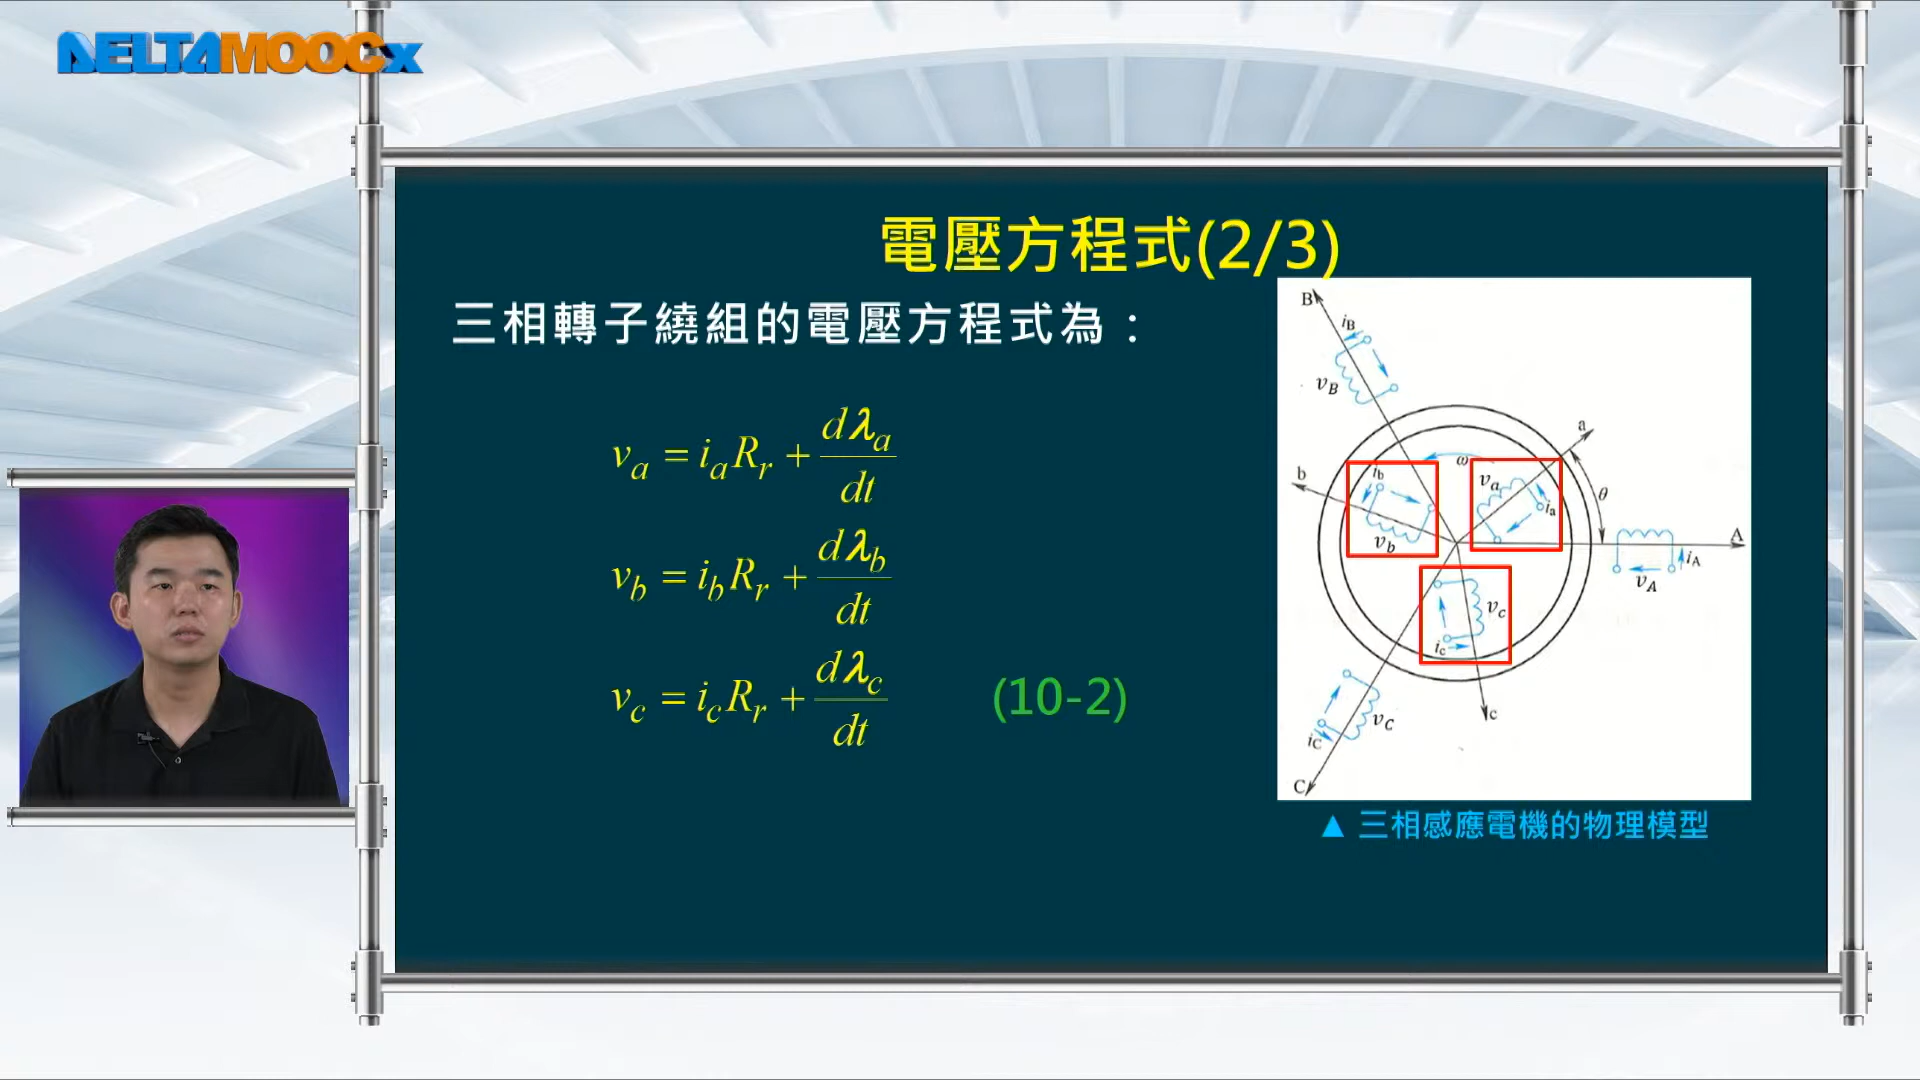 DELTAMOOCx
電壓方程式(2/3)
三相轉子繞組的電壓方程式為：
v_a = i_a R_r + dλ_a/dt
v_b = i_b R_r + dλ_b/dt
v_c = i_c R_r + dλ_c/dt (10-2)
B
i_B
v_B
a
ω
b
i_b
v_a
θ
i_a
v_b
A
i_A
v_A
v_c
i_c
c
v_C
i_C
C
▲ 三相感應電機的物理模型